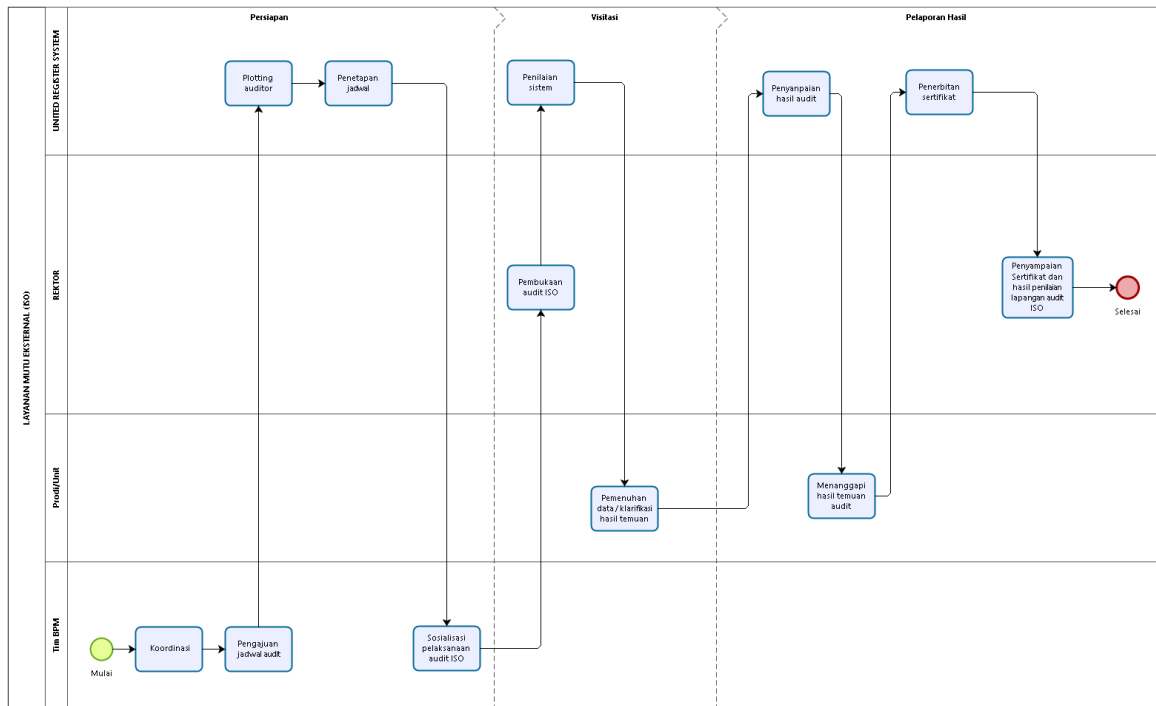 Persiapan
Visitasi
Pelaporan Hasil
LAYANAN MUTU EKSTERNAL (ISO)
UNITED REGISTER SYSTEM
Plotting
auditor
Penetapan
jadwal
Penilaian
sistem
Penyanpaian
hasil audit
Penerbitan
sertifikat
REKTOR
Pembukaan
audit ISO
Penyampaian
Sertifikat dan
hasil penilaian
lapangan audit
ISO
Selesai
Prodi/Unit
Pemenuhan
data / klarifikasi
hasil temuan
Menanggapi
hasil temuan
audit
Tim BPM
Mulai
Koordinasi
Pengajuan
jadwal audit
Sosialisasi
pelaksanaan
audit ISO